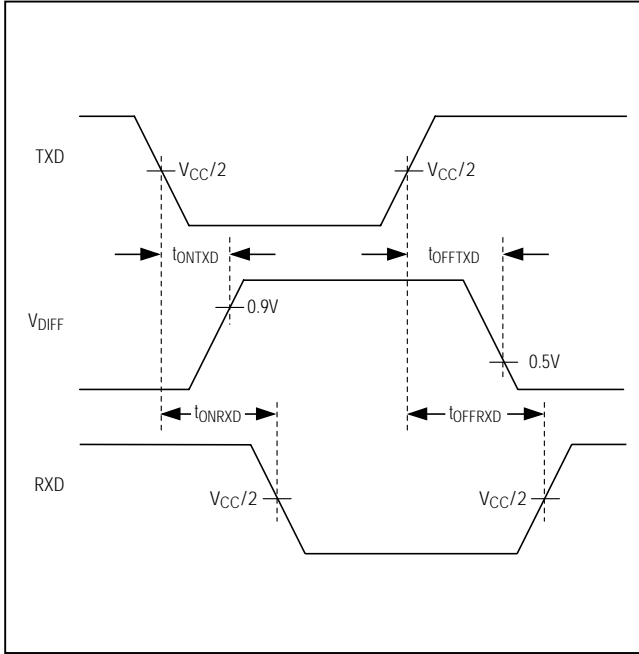 TXD
VCC/2 VCC/2
tONTXD tOFFTXD
VDIFF
0.9V
0.5V
tONRXD tOFFRXD
RXD
VCC/2 VCC/2